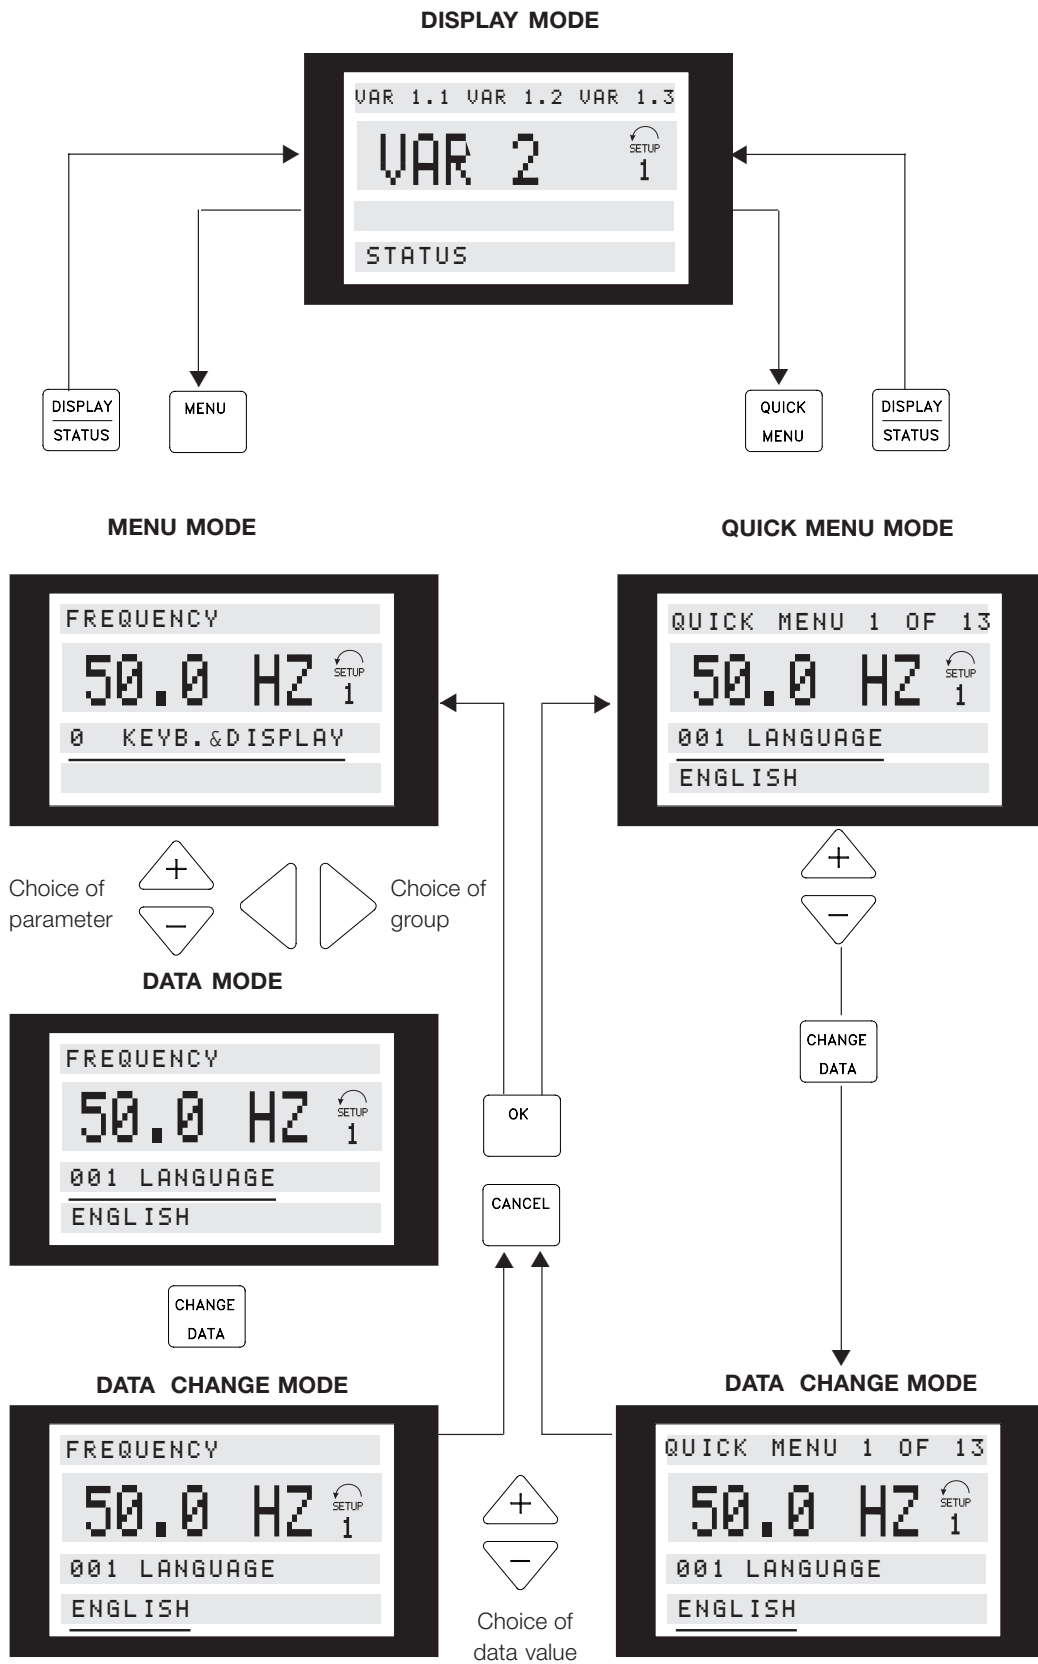 DISPLAY MODE
VAR 1.1 VAR 1.2 VAR 1.3
VAR 2
SETUP
1
STATUS
DISPLAY
STATUS
MENU
QUICK
MENU
DISPLAY
STATUS
MENU MODE
FREQUENCY
50.0 HZ
SETUP
1
0 KEYB.&DISPLAY
QUICK MENU MODE
QUICK MENU 1 OF 13
50.0 HZ
SETUP
1
001 LANGUAGE
ENGLISH
Choice of
parameter
+
−
Choice of
group
+
−
DATA MODE
FREQUENCY
50.0 HZ
SETUP
1
001 LANGUAGE
ENGLISH
CHANGE
DATA
OK
CANCEL
CHANGE
DATA
DATA CHANGE MODE
FREQUENCY
50.0 HZ
SETUP
1
001 LANGUAGE
ENGLISH
+
−
Choice of
data value
DATA CHANGE MODE
QUICK MENU 1 OF 13
50.0 HZ
SETUP
1
001 LANGUAGE
ENGLISH